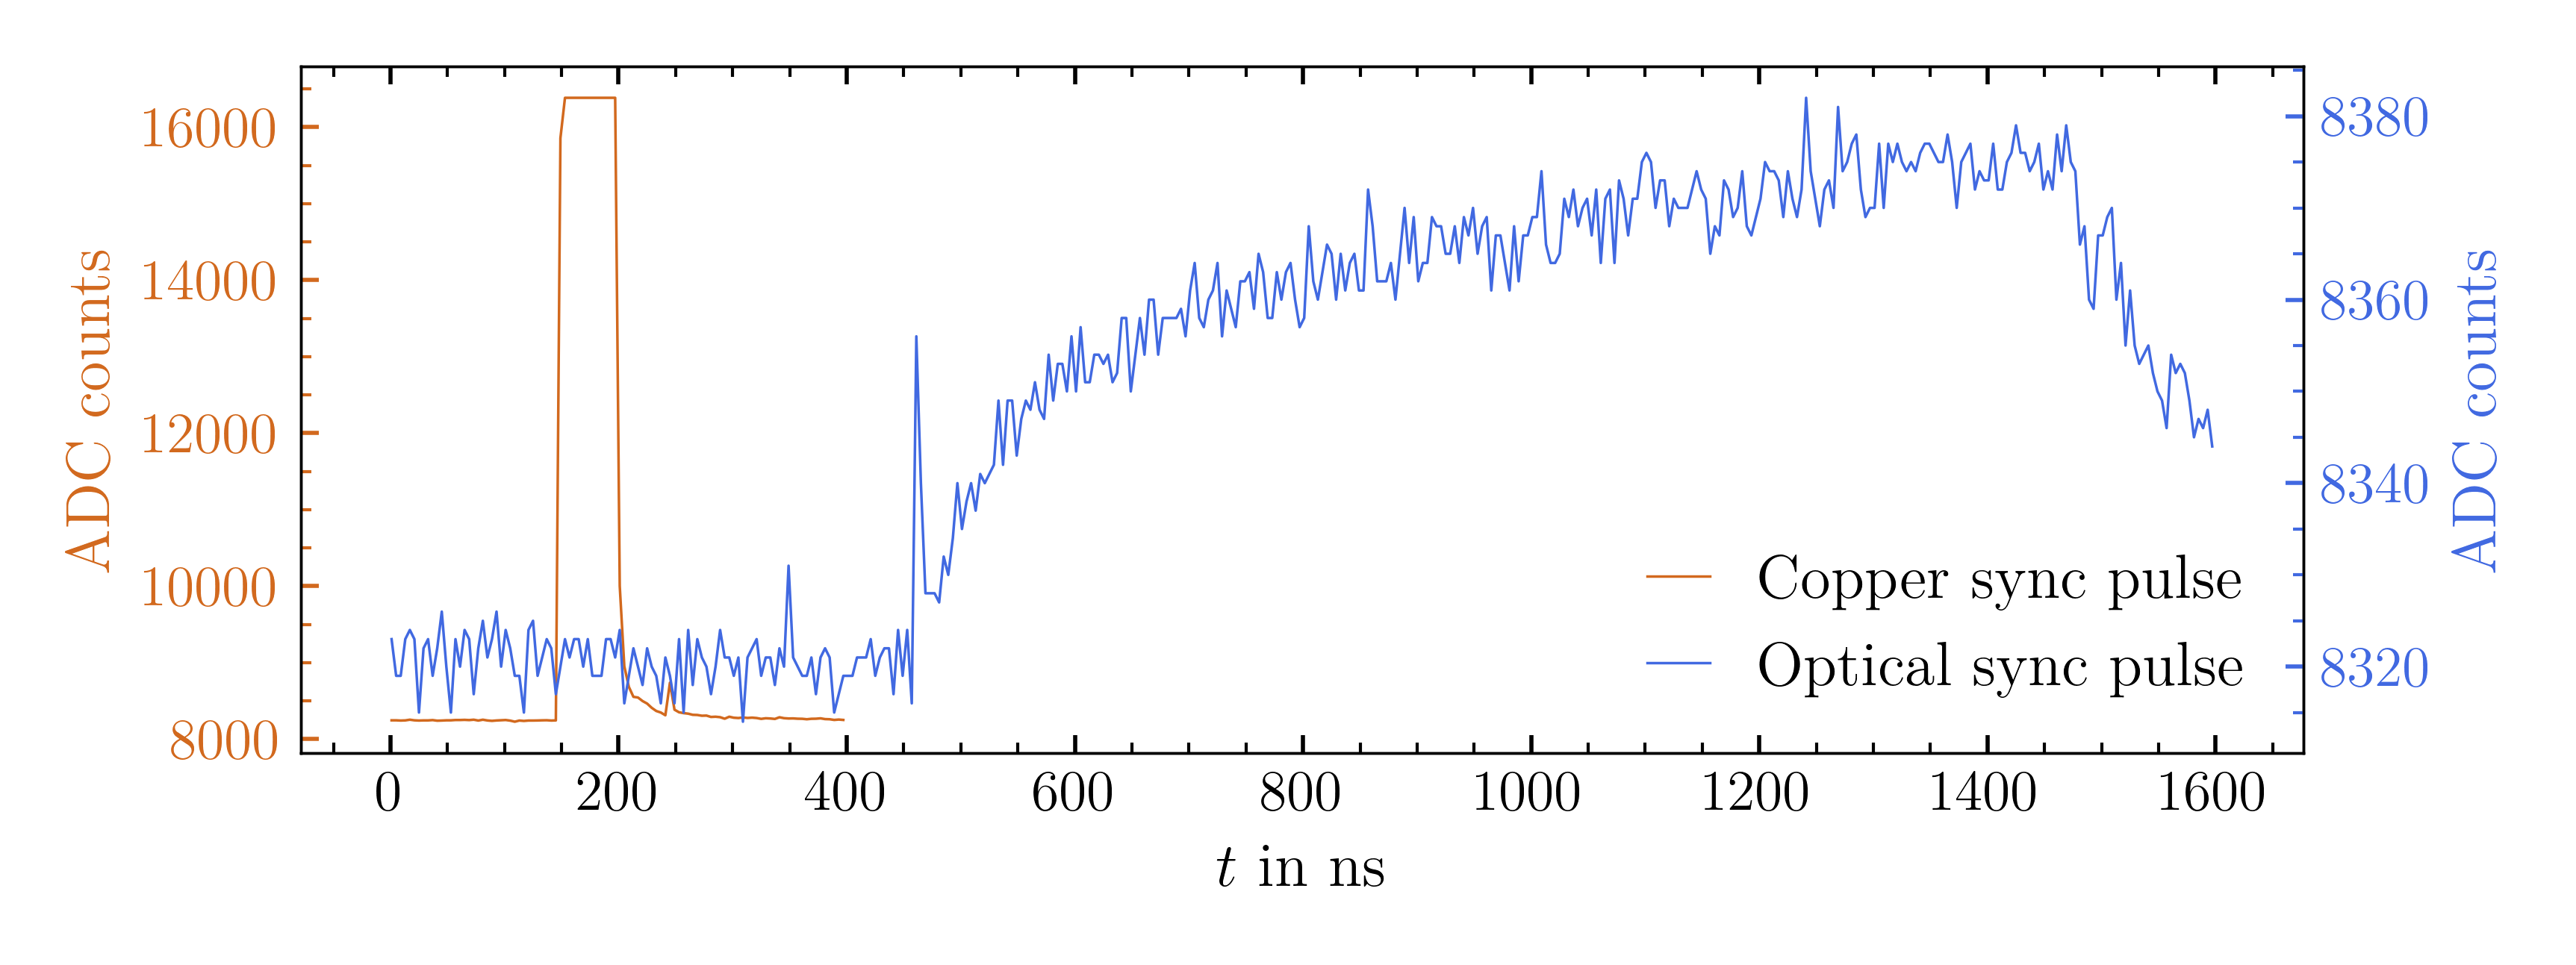 16000
14000
12000
10000
8000
ADC counts
8380
8360
8340
8320
ADC counts
Copper sync pulse
Optical sync pulse
0 200 400 600 800 1000 1200 1400 1600
t in ns